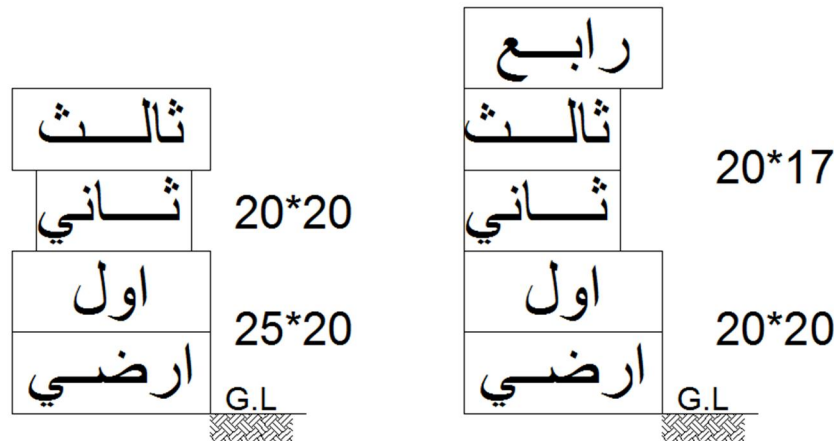 ثالث
ثاني
20*20
اول
25*20
ارضي
G.L
رابع
ثالث
20*17
ثاني
اول
20*20
ارضي
G.L